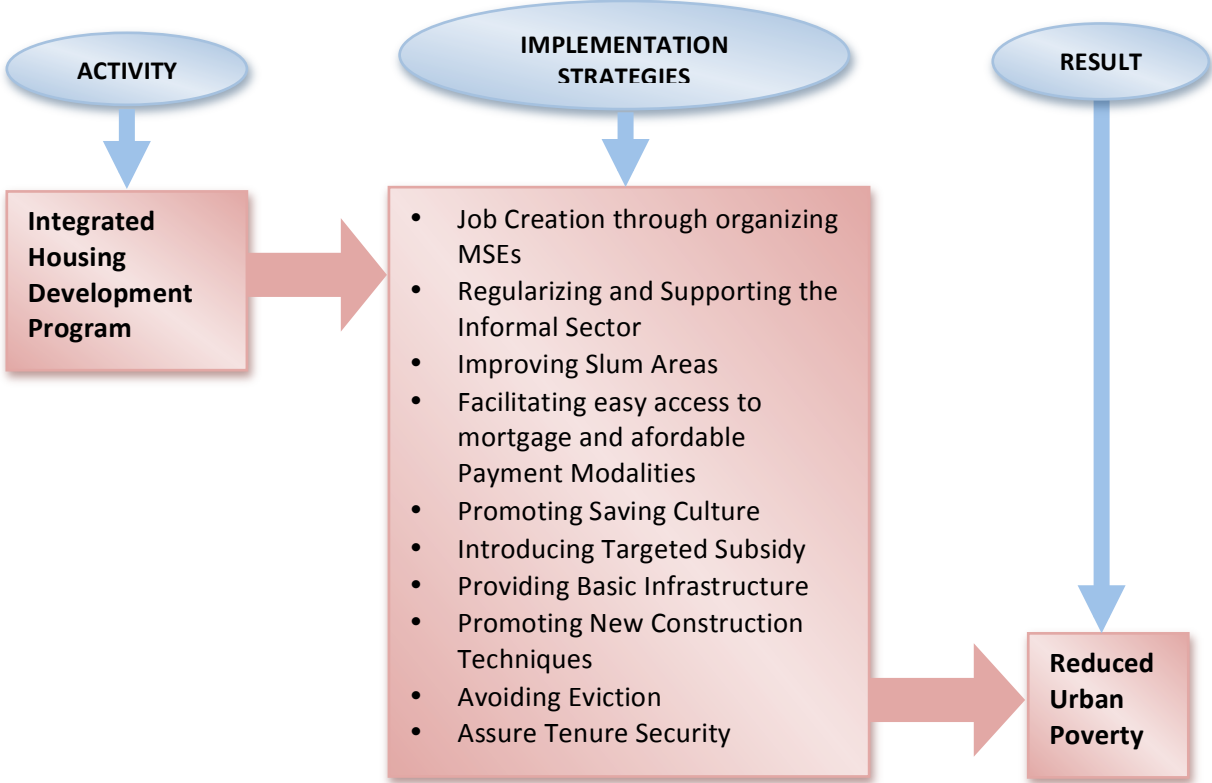 ACTIVITY
IMPLEMENTATION
STRATEGIES
RESULT
Integrated
Housing
Development
Program
• Job Creation through organizing
MSEs
• Regularizing and Supporting the
Informal Sector
• Improving Slum Areas
• Facilitating easy access to
mortgage and afordable
Payment Modalities
• Promoting Saving Culture
• Introducing Targeted Subsidy
• Providing Basic Infrastructure
• Promoting New Construction
Techniques
• Avoiding Eviction
• Assure Tenure Security
Reduced
Urban
Poverty